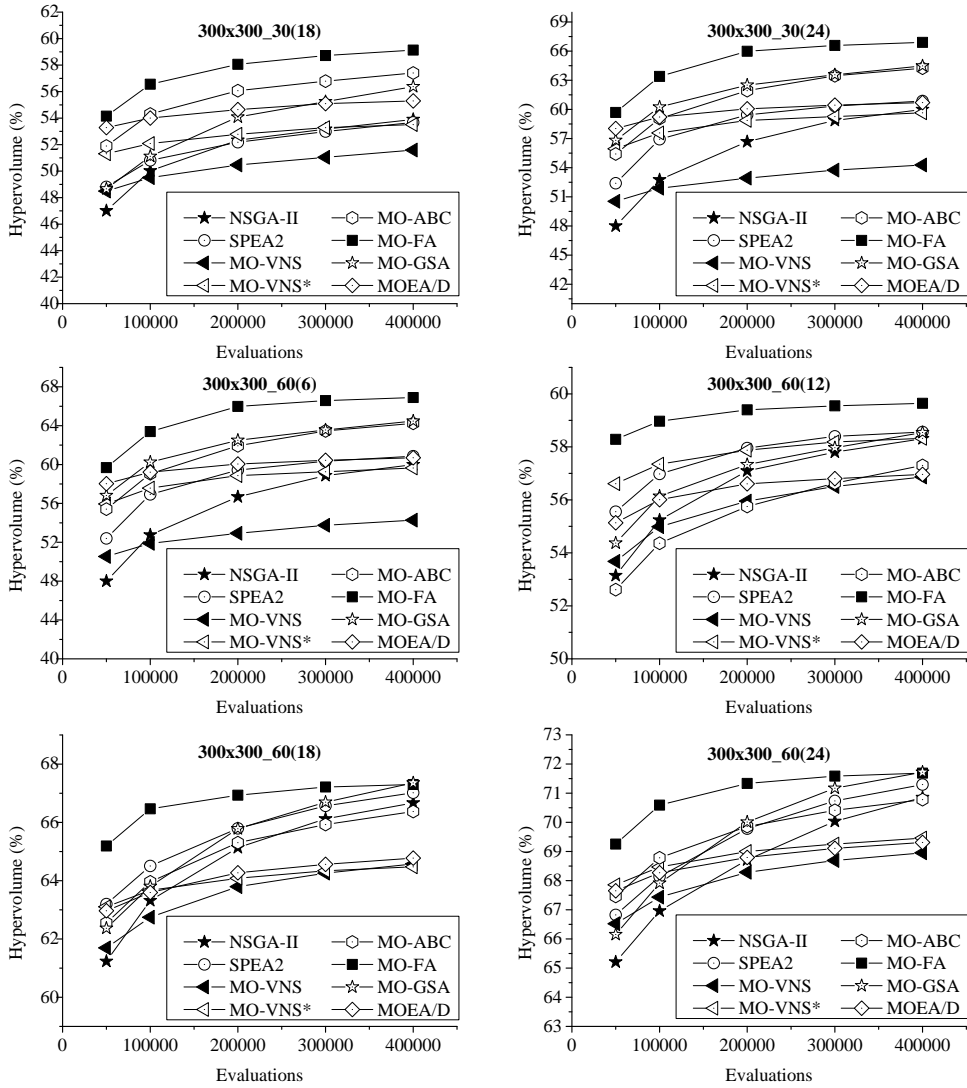 300x300_30(18)
Hypervolume (%)
62
60
58
56
54
52
50
48
46
44
42
40
NSGA-II MO-ABC
SPEA2 MO-FA
MO-VNS MO-GSA
MO-VNS* MOEA/D
0 100000 200000 300000 400000
Evaluations
300x300_30(24)
Hypervolume (%)
69
66
63
60
57
54
51
48
45
42
NSGA-II MO-ABC
SPEA2 MO-FA
MO-VNS MO-GSA
MO-VNS* MOEA/D
0 100000 200000 300000 400000
Evaluations
300x300_60(6)
Hypervolume (%)
68
64
60
56
52
48
44
40
NSGA-II MO-ABC
SPEA2 MO-FA
MO-VNS MO-GSA
MO-VNS* MOEA/D
0 100000 200000 300000 400000
Evaluations
300x300_60(12)
Hypervolume (%)
60
58
56
54
52
50
NSGA-II MO-ABC
SPEA2 MO-FA
MO-VNS MO-GSA
MO-VNS* MOEA/D
0 100000 200000 300000 400000
Evaluations
300x300_60(18)
Hypervolume (%)
68
66
64
62
60
NSGA-II MO-ABC
SPEA2 MO-FA
MO-VNS MO-GSA
MO-VNS* MOEA/D
0 100000 200000 300000 400000
Evaluations
300x300_60(24)
Hypervolume (%)
73
72
71
70
69
68
67
66
65
64
63
NSGA-II MO-ABC
SPEA2 MO-FA
MO-VNS MO-GSA
MO-VNS* MOEA/D
0 100000 200000 300000 400000
Evaluations